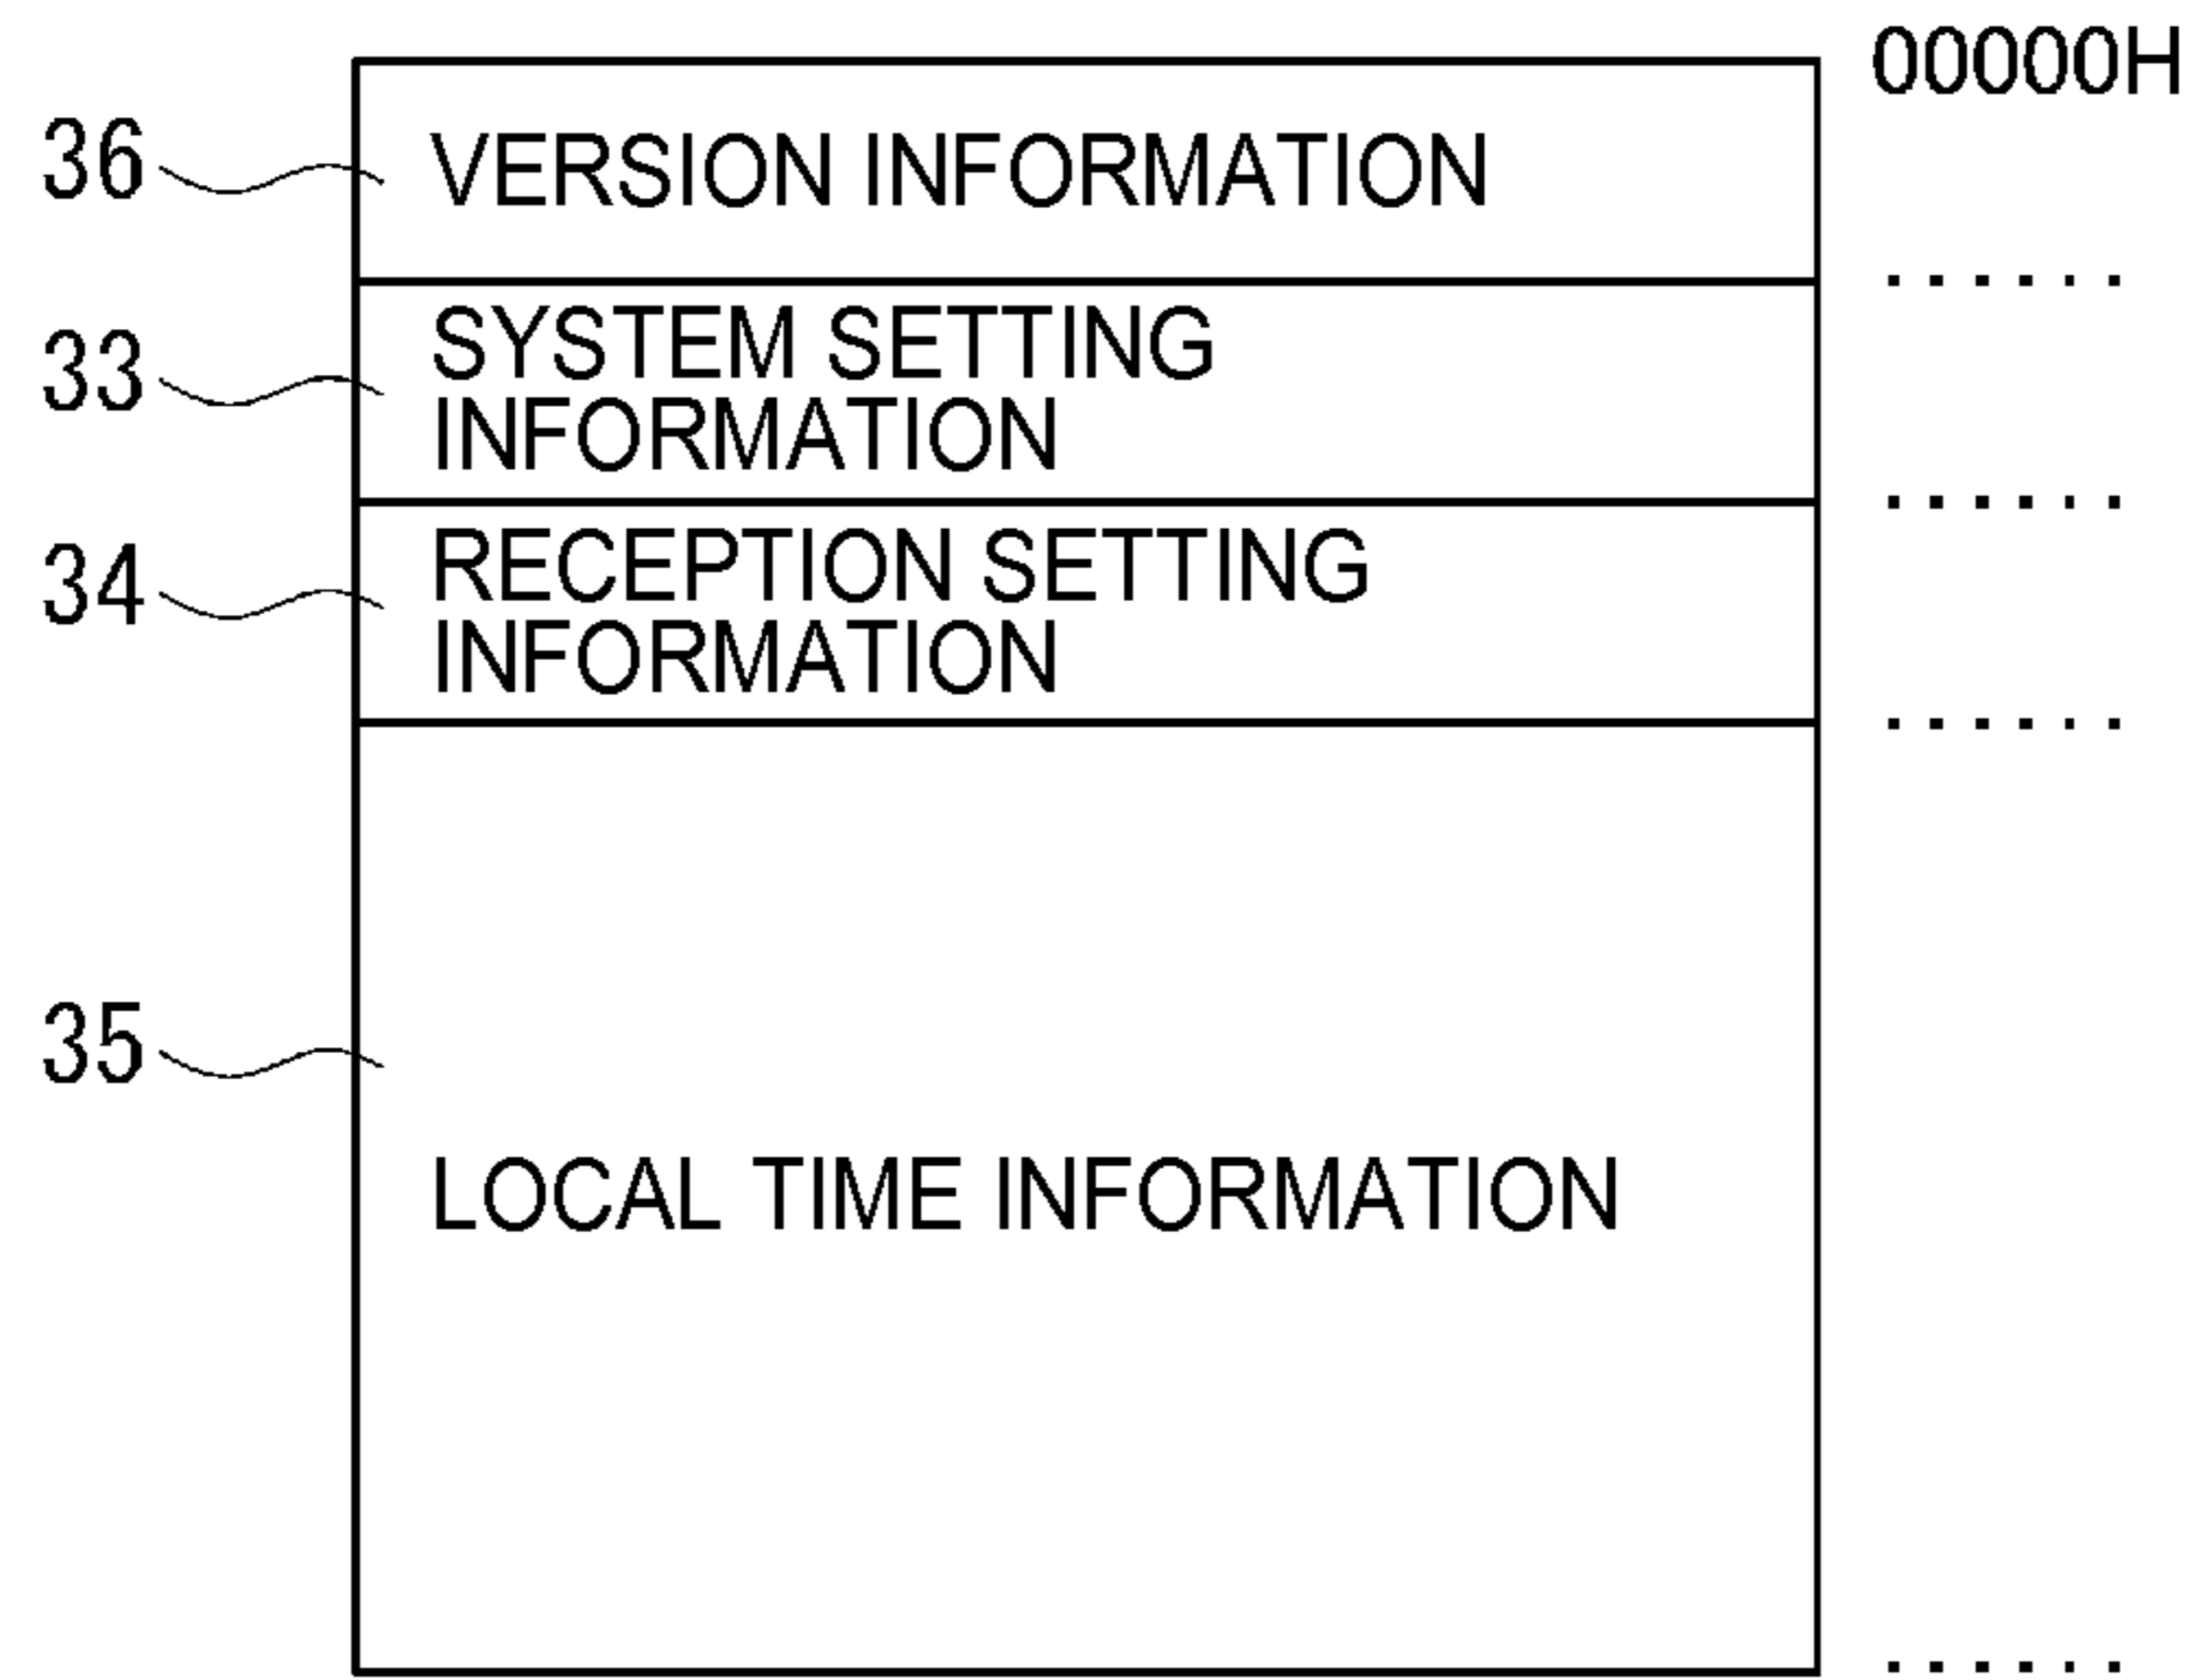 00000H
36 VERSION INFORMATION
......
33 SYSTEM SETTING
INFORMATION
......
34 RECEPTION SETTING
INFORMATION
......
35
LOCAL TIME INFORMATION
......